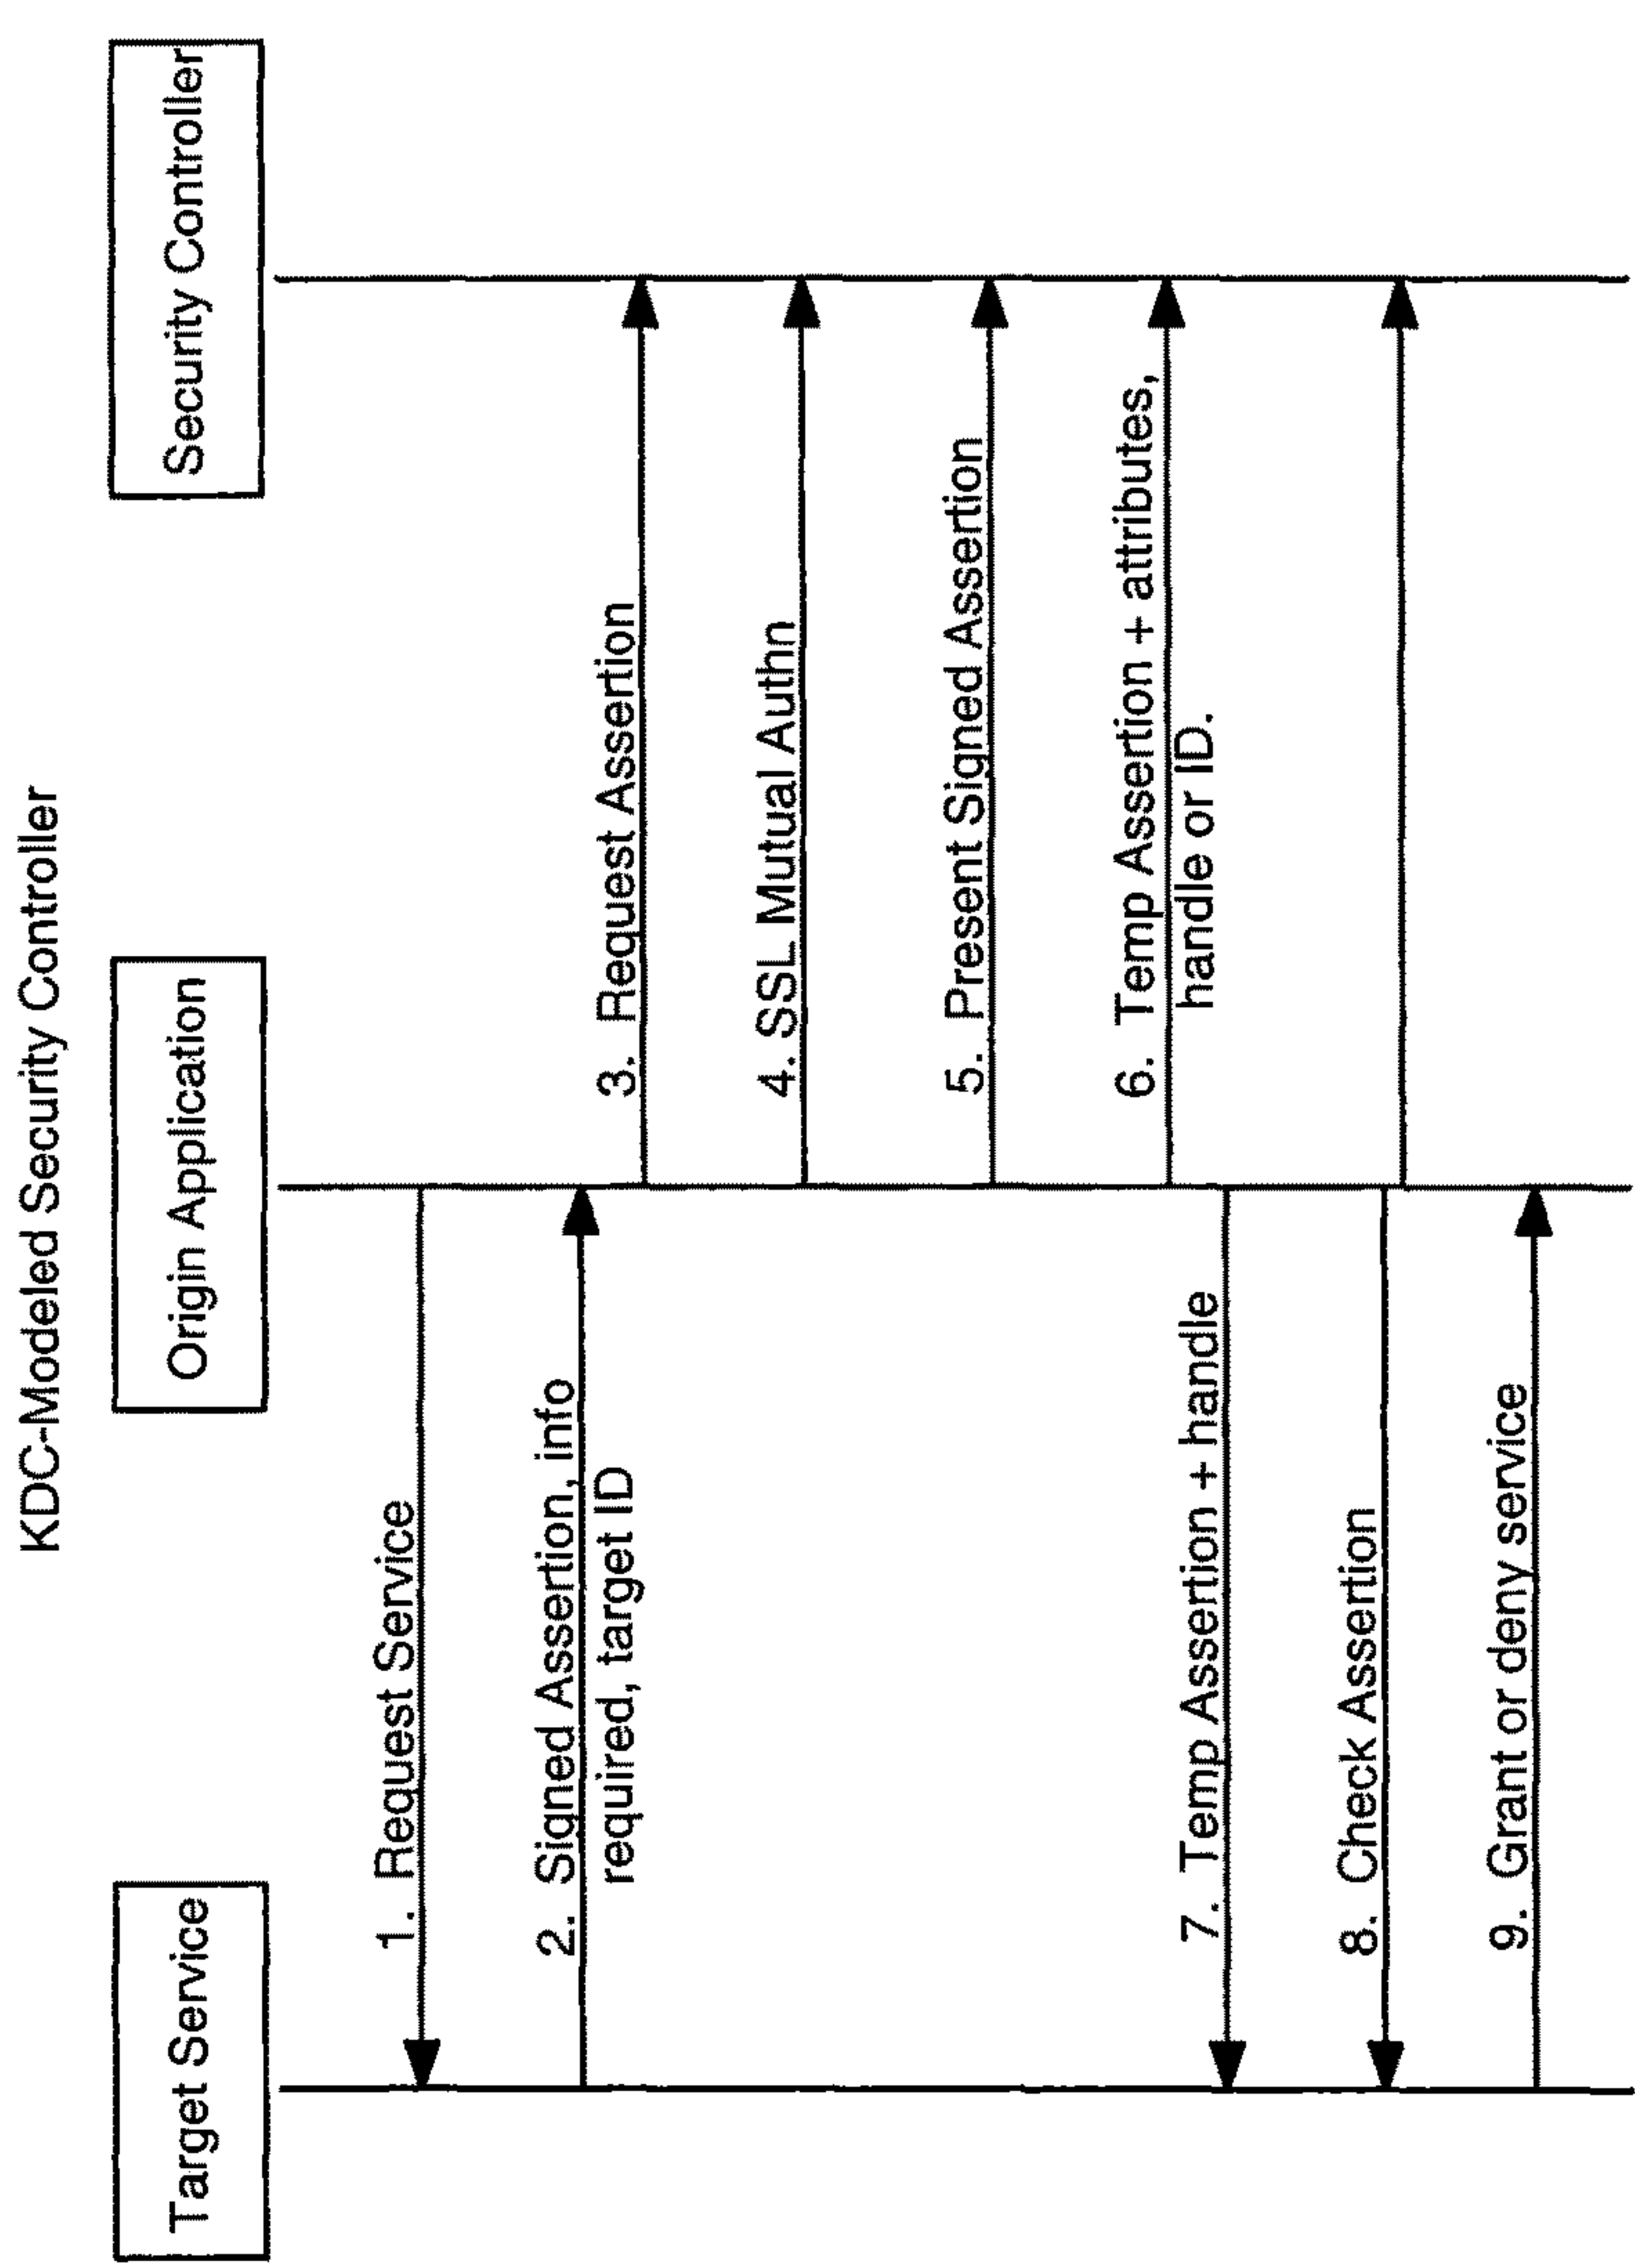 KDC-Modeled Security Controller
Target Service
Origin Application
Security Controller
1. Request Service
2. Signed Assertion, info
required, target ID
3. Request Assertion
4. SSL Mutual Authn
5. Present Signed Assertion
6. Temp Assertion + attributes,
handle or ID.
7. Temp Assertion + handle
8. Check Assertion
9. Grant or deny service